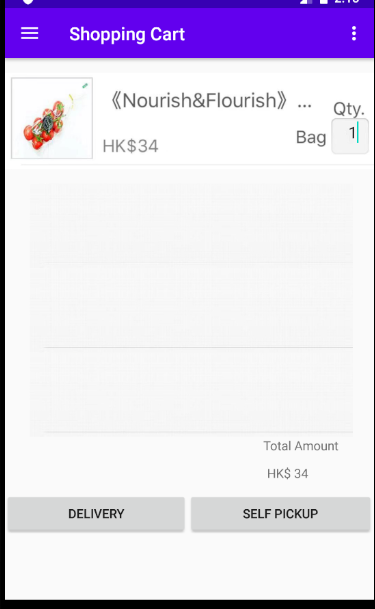 Shopping Cart
《Nourish&Flourish》 ...
Qty.
HK$34
Bag
1
Total Amount
HK$ 34
DELIVERY
SELF PICKUP